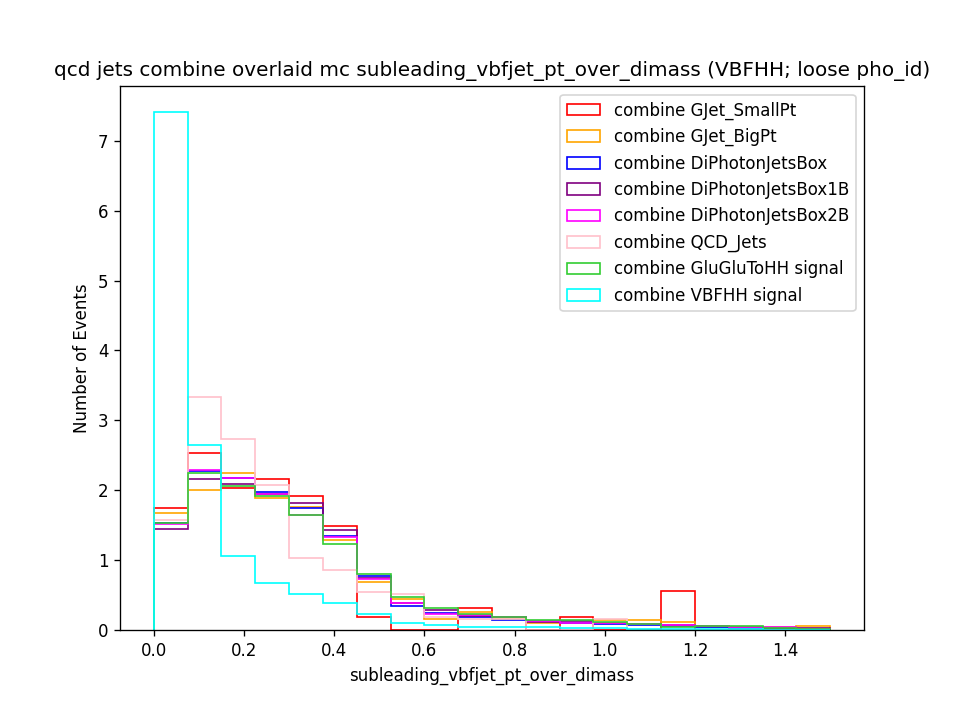 qcd jets combine overlaid mc subleading_vbfjet_pt_over_dimass (VBFHH; loose pho_id)
combine GJet_SmallPt
combine GJet_BigPt
combine DiPhotonJetsBox
combine DiPhotonJetsBox1B
combine DiPhotonJetsBox2B
combine QCD_Jets
combine GluGluToHH signal
combine VBFHH signal
Number of Events
7
6
5
4
3
2
1
0
0.0 0.2 0.4 0.6 0.8 1.0 1.2 1.4
subleading_vbfjet_pt_over_dimass